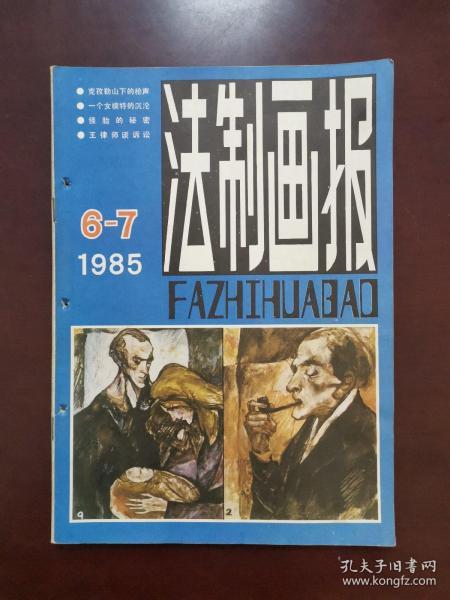 ● 克孜勒山下的枪声
● 一个女模特的沉沦
● 怪胎的秘密
● 王律师谈诉讼
法制画报
6-7
1985
FAZHIHUABAO
9
2
孔夫子旧书网
www.kongfz.com